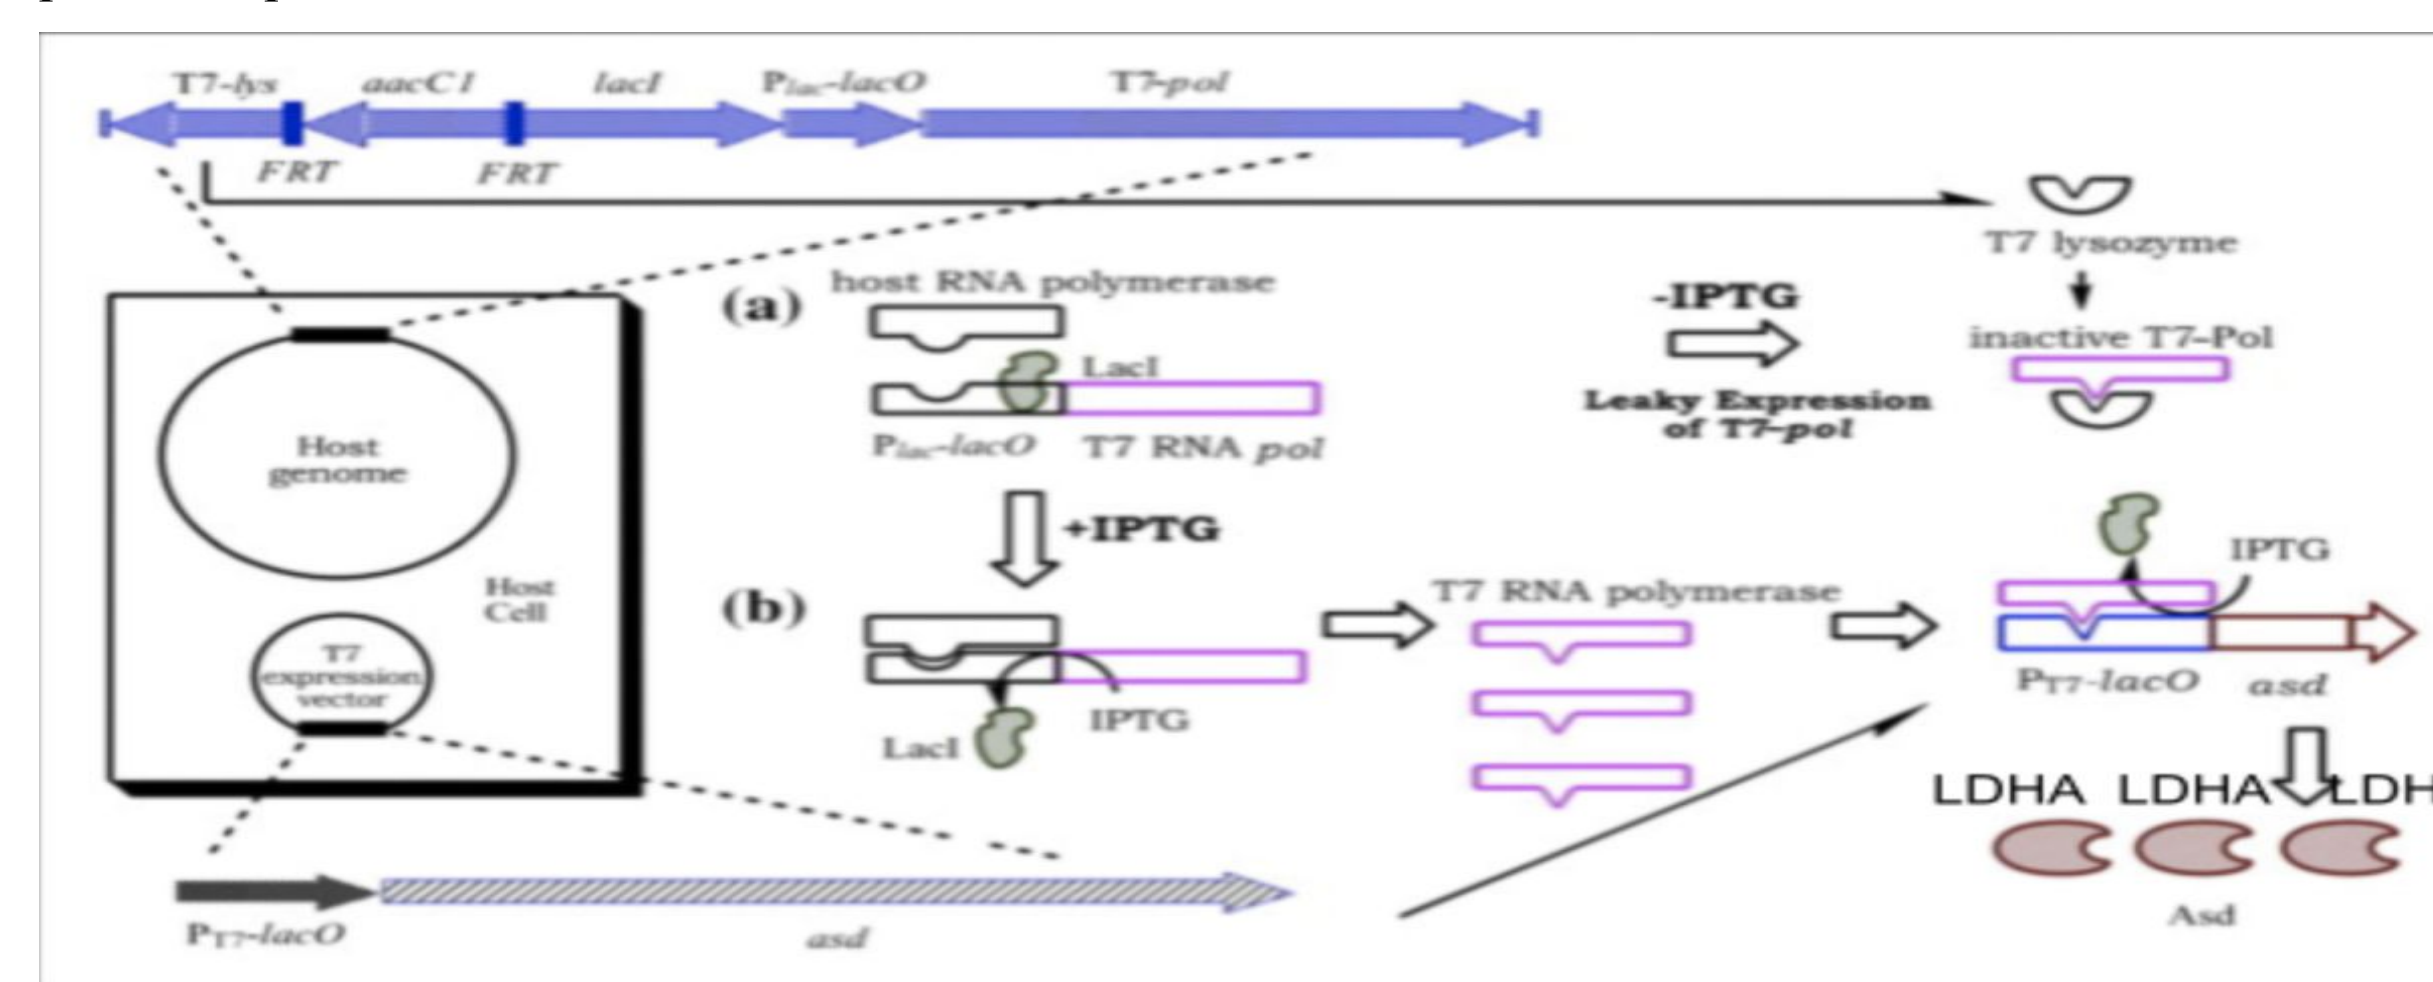 T7-lys aacC1 lacI Plac-lacO T7-pol
FRT FRT
T7 lysozyme
(a) host RNA polymerase
-IPTG
inactive T7-Pol
LacI
Leaky Expression
of T7-pol
Plac-lacO T7 RNA pol
Host
genome
+IPTG
Host
Cell
(b)
T7 RNA polymerase
IPTG
T7
expression
vector
LacI
IPTG
PT7-lacO asd
LDHA LDHA LDH
Asd
PT7-lacO asd